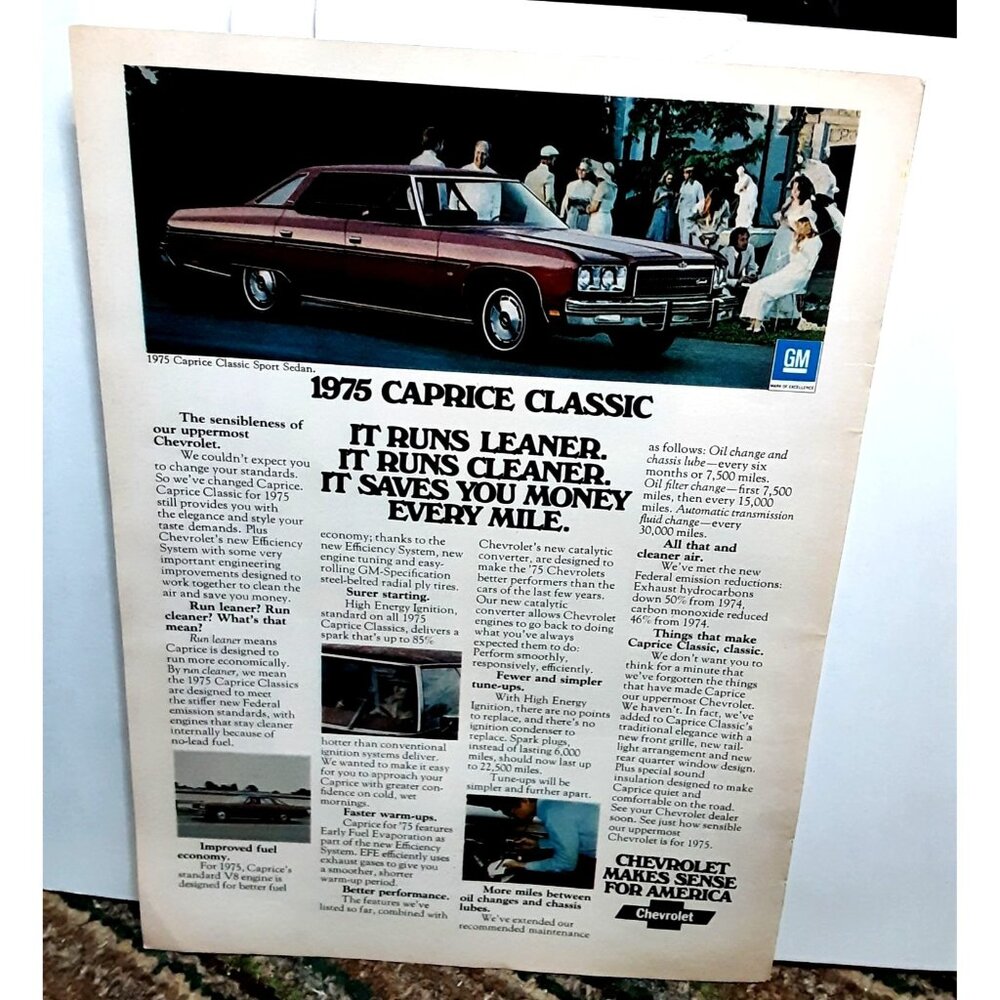 GM
MARK OF EXCELLENCE
1975 Caprice Classic Sport Sedan.
1975 CAPRICE CLASSIC
IT RUNS LEANER.
IT RUNS CLEANER.
IT SAVES YOU MONEY
EVERY MILE.
The sensibleness of
our uppermost
Chevrolet.
We couldn't expect you
to change your standards.
So we've changed Caprice.
Caprice Classic for 1975
still provides you with
the elegance and style your
taste demands. Plus
Chevrolet's new Efficiency
System with some very
important engineering
improvements designed to
work together to clean the
air and save you money.
Run leaner? Run
cleaner? What's that
mean?
Run leaner means
Caprice is designed to
run more economically.
By run cleaner, we mean
the 1975 Caprice Classics
are designed to meet
the stiffer new Federal
emission standards, with
engines that stay cleaner
internally because of
no-lead fuel.
Improved fuel
economy.
For 1975, Caprice's
standard V8 engine is
designed for better fuel
economy; thanks to the
new Efficiency System, new
engine tuning and easy-
rolling GM-Specification
steel-belted radial ply tires.
Surer starting.
High Energy Ignition,
standard on all 1975
Caprice Classics, delivers a
spark that's up to 85%
hotter than conventional
ignition systems deliver.
We wanted to make it easy
for you to approach your
Caprice with greater con-
fidence on cold, wet
mornings.
Faster warm-ups.
Caprice for '75 features
Early Fuel Evaporation as
part of the new Efficiency
System. EFE efficiently uses
exhaust gases to give you
a smoother, shorter
warm-up period.
Better performance.
The features we've
listed so far, combined with
Chevrolet's new catalytic
converter, are designed to
make the '75 Chevrolets
better performers than the
cars of the last few years.
Our new catalytic
converter allows Chevrolet
engines to go back to doing
what you've always
expected them to do:
Perform smoothly,
responsively, efficiently.
Fewer and simpler
tune-ups.
With High Energy
Ignition, there are no points
to replace, and there's no
ignition condenser to
replace. Spark plugs,
instead of lasting 6,000
miles, should now last up
to 22,500 miles.
Tune-ups will be
simpler and further apart.
More miles between
oil changes and chassis
lubes.
We've extended our
recommended maintenance
as follows: Oil change and
chassis lube—every six
months or 7,500 miles.
Oil filter change—first 7,500
miles, then every 15,000
miles. Automatic transmission
fluid change—every
30,000 miles.
All that and
cleaner air.
We've met the new
Federal emission reductions:
Exhaust hydrocarbons
down 50% from 1974,
carbon monoxide reduced
46% from 1974.
Things that make
Caprice Classic, classic.
We don't want you to
think for a minute that
we've forgotten the things
that have made Caprice
our uppermost Chevrolet.
We haven't. In fact, we've
added to Caprice Classic's
traditional elegance with a
new front grille, new tail-
light arrangement and new
rear quarter window design.
Plus special sound
insulation designed to make
Caprice quiet and
comfortable on the road.
See your Chevrolet dealer
soon. See just how sensible
our uppermost
Chevrolet is for 1975.
CHEVROLET
MAKES SENSE
FOR AMERICA
Chevrolet